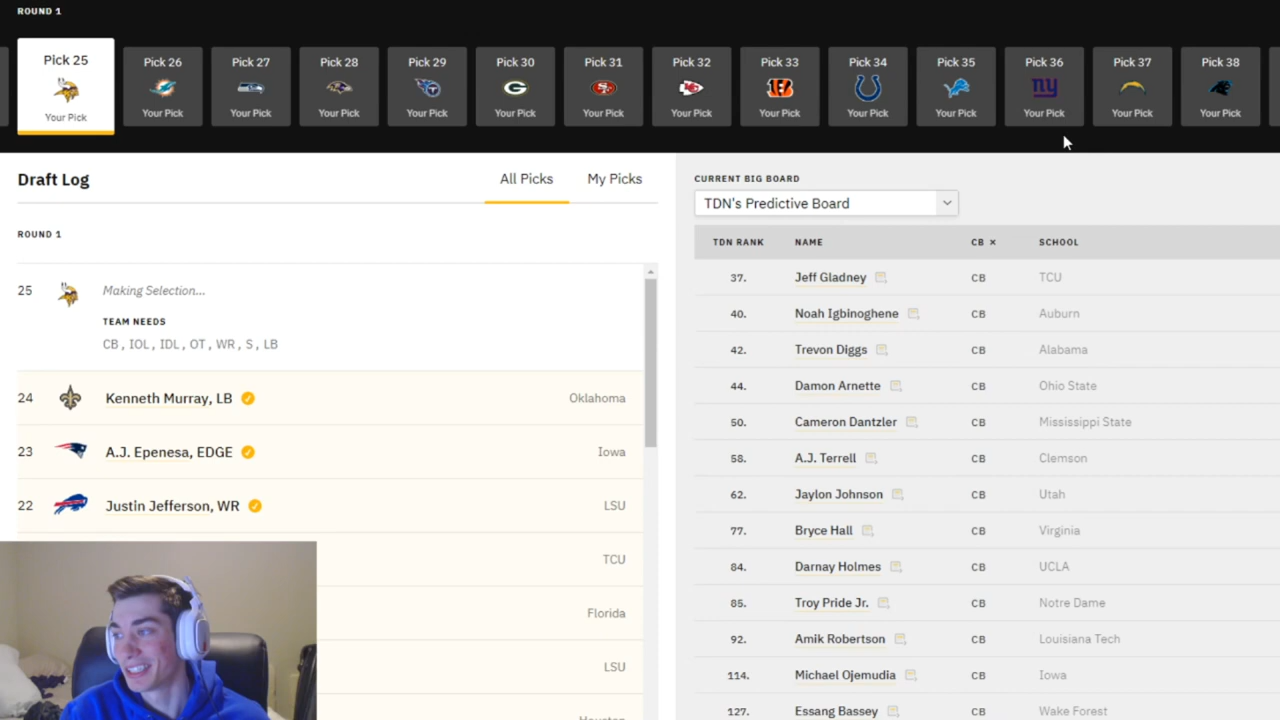 ROUND 1
Pick 25
Your Pick
Pick 26
Your Pick
Pick 27
Your Pick
Pick 28
Your Pick
Pick 29
Your Pick
Pick 30
Your Pick
Pick 31
Your Pick
Pick 32
Your Pick
Pick 33
Your Pick
Pick 34
Your Pick
Pick 35
Your Pick
Pick 36
ny
Your Pick
Pick 37
Your Pick
Pick 38
Your Pick
Draft Log
All Picks
My Picks
ROUND 1
25 Making Selection...
TEAM NEEDS
CB, IOL, IDL, OT, WR, S, LB
24 Kenneth Murray, LB Oklahoma
23 A.J. Epenesa, EDGE Iowa
22 Justin Jefferson, WR LSU
TCU
Florida
LSU
CURRENT BIG BOARD
TDN's Predictive Board
TDN RANK NAME CB × SCHOOL
37. Jeff Gladney CB TCU
40. Noah Igbinoghene CB Auburn
42. Trevon Diggs CB Alabama
44. Damon Arnette CB Ohio State
50. Cameron Dantzler CB Mississippi State
58. A.J. Terrell CB Clemson
62. Jaylon Johnson CB Utah
77. Bryce Hall CB Virginia
84. Darnay Holmes CB UCLA
85. Troy Pride Jr. CB Notre Dame
92. Amik Robertson CB Louisiana Tech
114. Michael Ojemudia CB Iowa
127. Essang Bassey CB Wake Forest